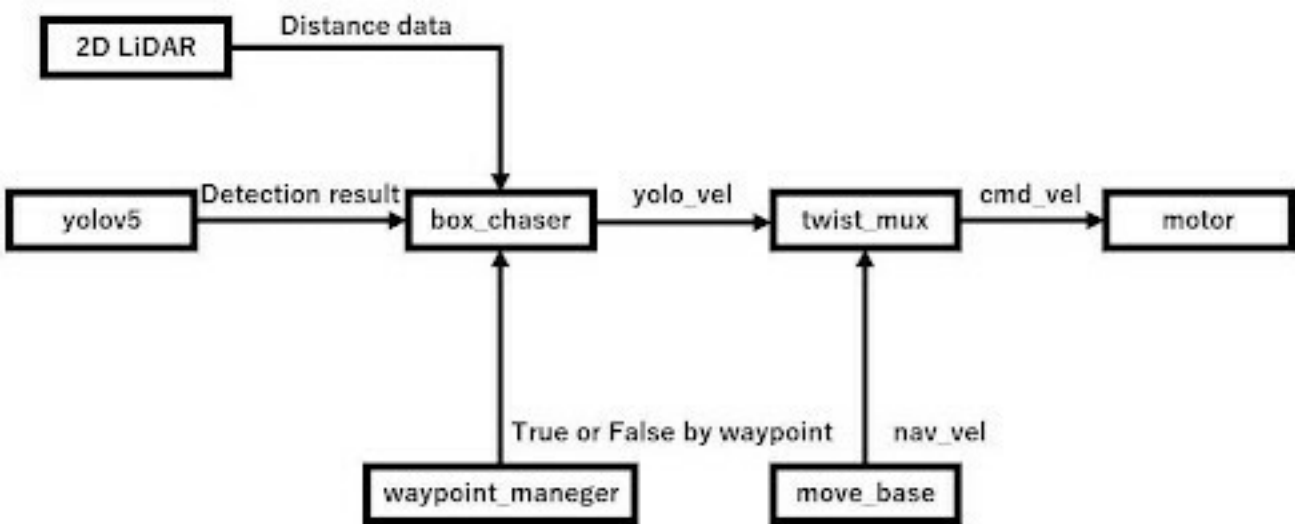 Distance data
2D LiDAR
Detection result
yolo_vel
cmd_vel
yolov5
box_chaser
twist_mux
motor
True or False by waypoint
nav_vel
waypoint_maneger
move_base